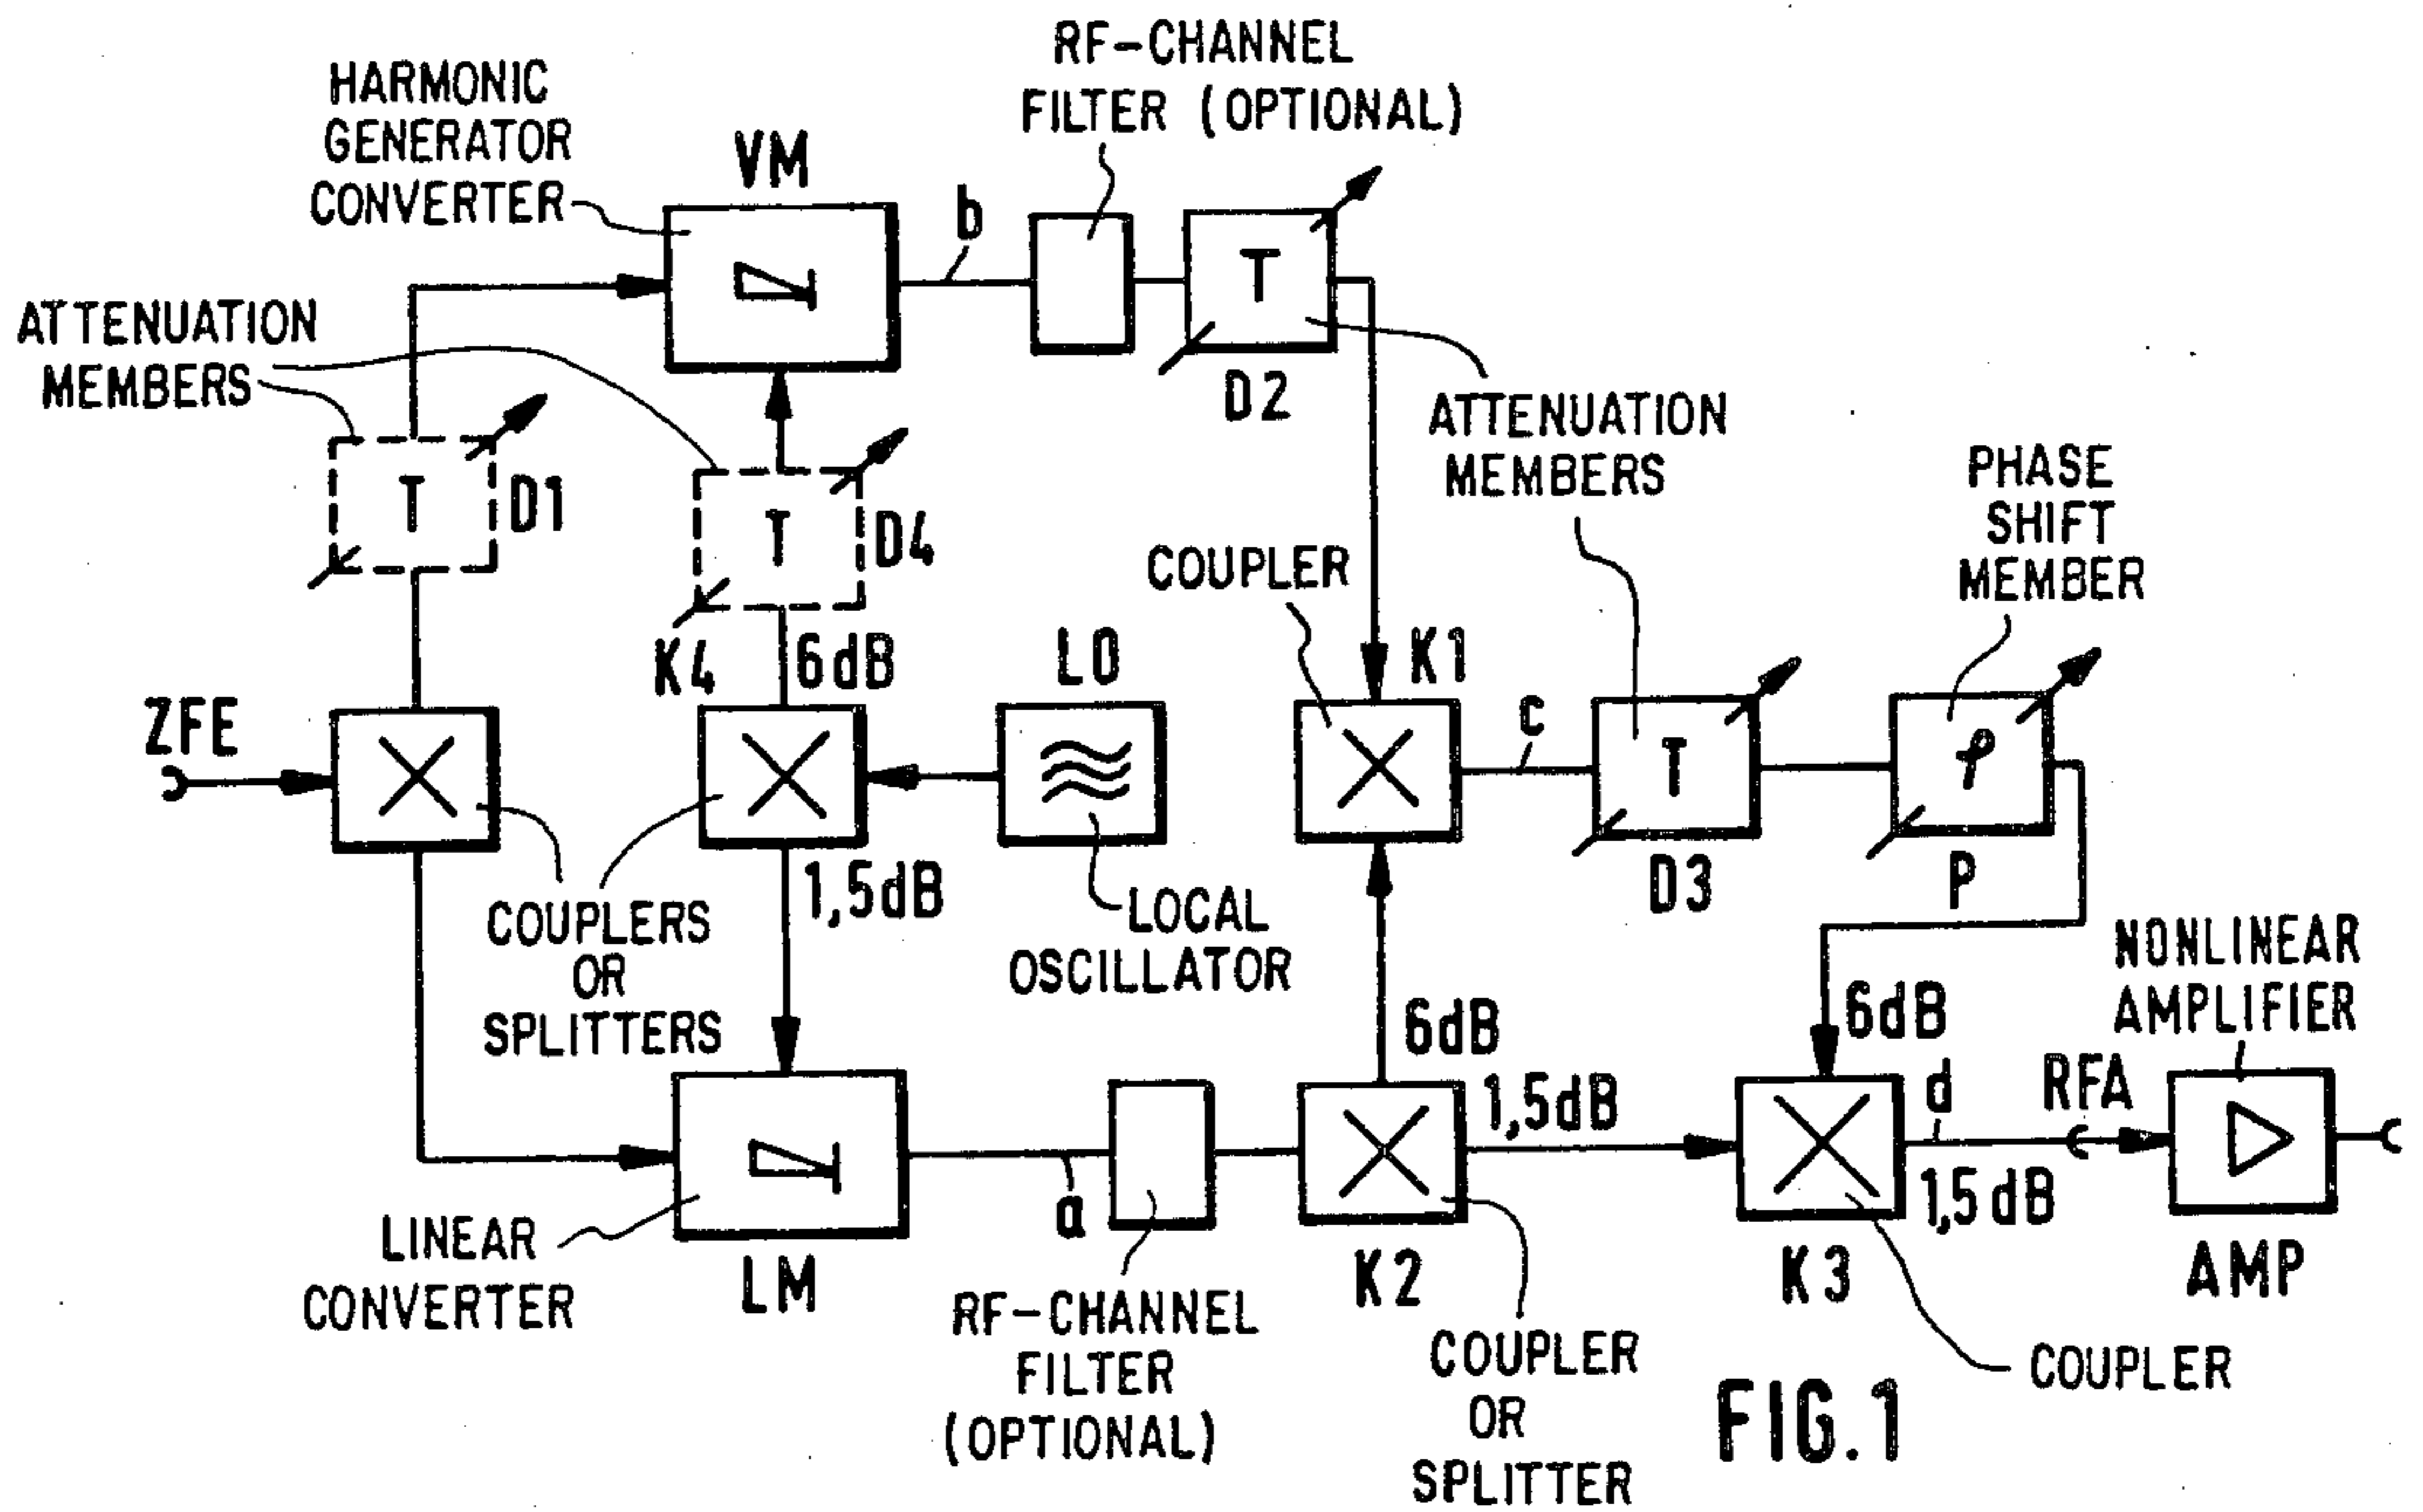 RF-CHANNEL
FILTER (OPTIONAL)
HARMONIC
GENERATOR
CONVERTER
VM
b
T
D2
ATTENUATION
MEMBERS
T
D1
T
D4
ATTENUATION
MEMBERS
PHASE
SHIFT
MEMBER
COUPLER
K4
6dB
LO
K1
ZFE
c
T
φ
D3
P
1,5dB
COUPLERS
OR
SPLITTERS
LOCAL
OSCILLATOR
NONLINEAR
AMPLIFIER
6dB
6dB
1,5dB
d
RFA
1,5dB
a
LINEAR
CONVERTER
LM
K2
K3
AMP
RF-CHANNEL
FILTER
(OPTIONAL)
COUPLER
OR
SPLITTER
COUPLER
FIG.1